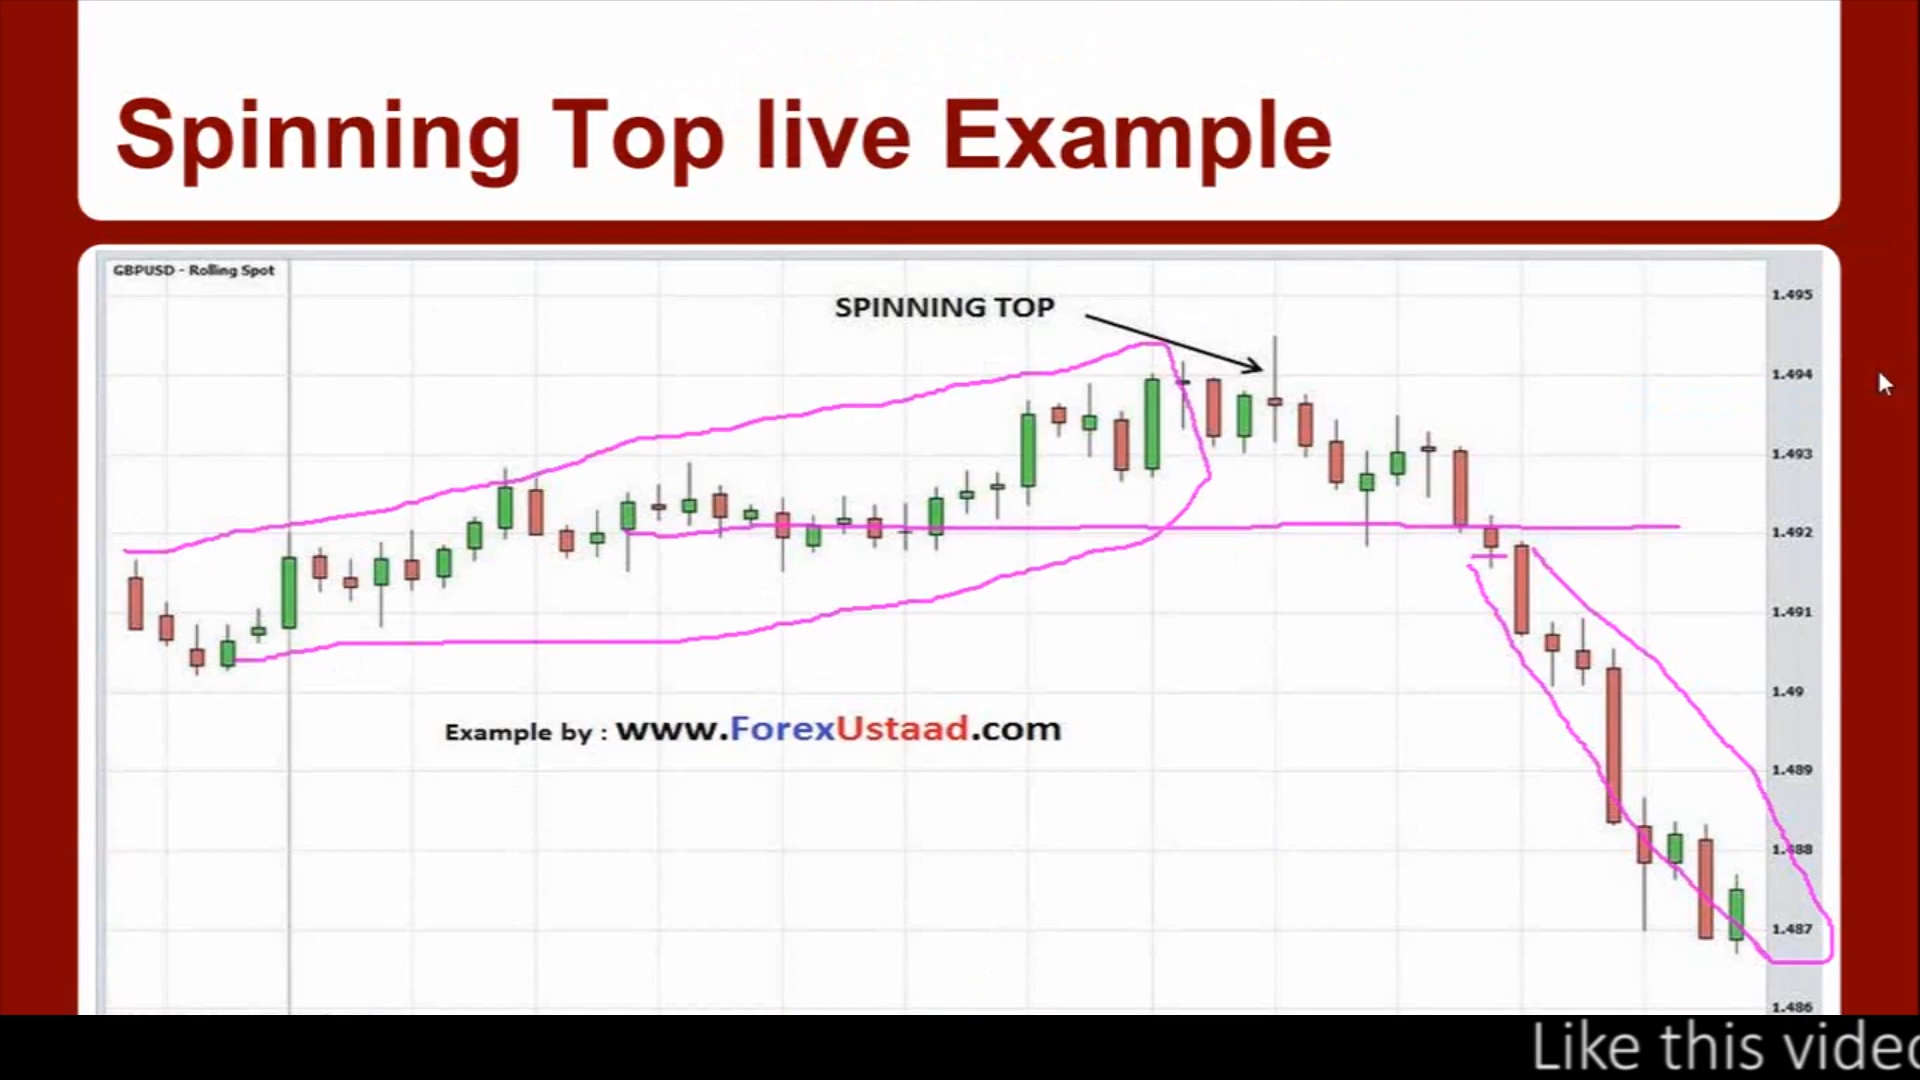 Spinning Top live Example
GBPUSD - Rolling Spot
SPINNING TOP
1.495
1.494
1.493
1.492
1.491
1.49
1.489
1.488
1.487
1.486
Example by : www.ForexUstaad.com
Like this video